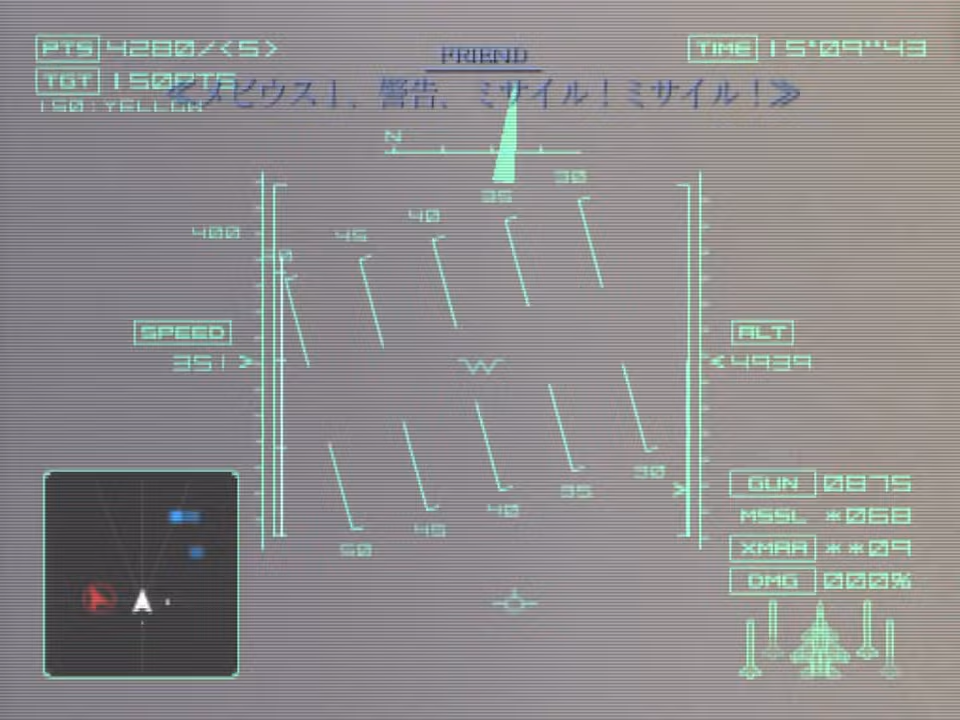 PTS 4280/<5>
FRIEND
TIME 15"09"43
TGT 150PTS
≪メビウス1、警告、ミサイル！ミサイル！≫
150:YELLOW
N
35 30
40
45
400
50
SPEED
351 >
ALT
<4939
30
35
40
45
50
GUN 0875
MSSL *068
XMAA **09
DMG 000%